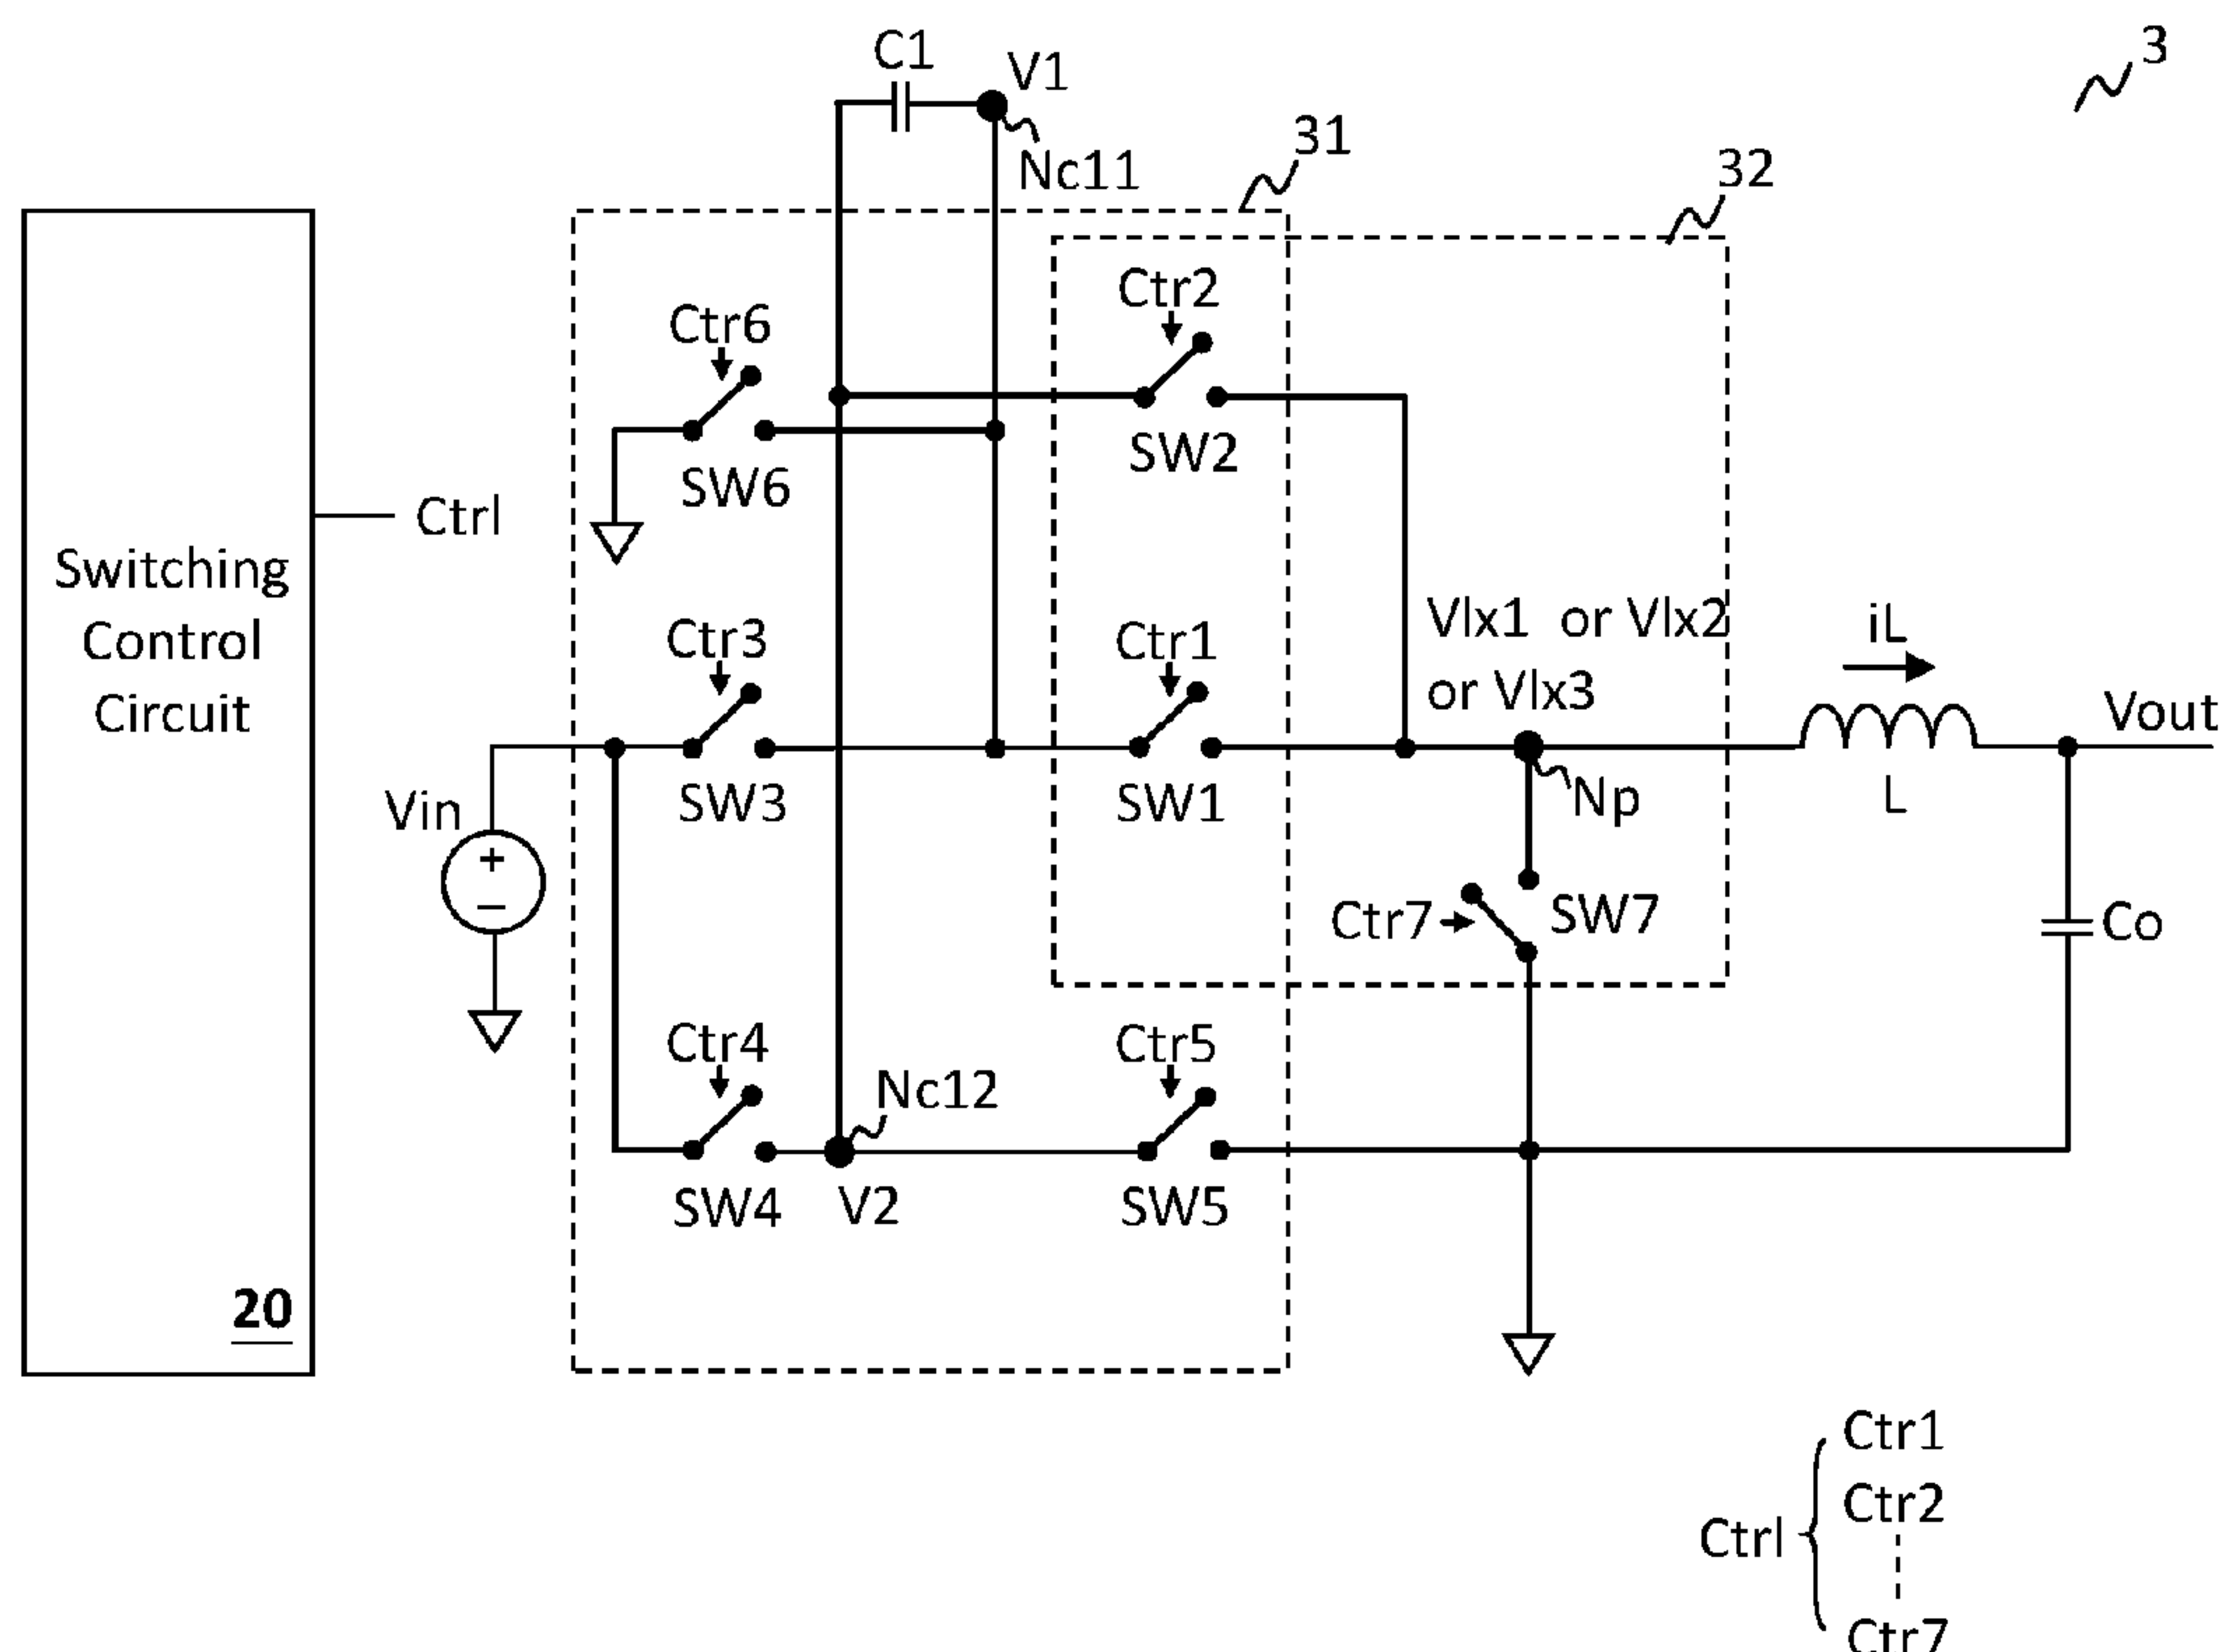 3
C1
V1
Nc11
31
32
Ctr2
Ctr6
SW2
SW6
Ctrl
Switching
Control
Circuit
20
Ctr3
Ctr1
Vlx1 or Vlx2
or Vlx3
iL
Vout
Vin
+
−
SW3
SW1
Np
L
Ctr7
SW7
Co
Ctr4
Nc12
Ctr5
SW4
V2
SW5
Ctrl
Ctr1
Ctr2
Ctr7